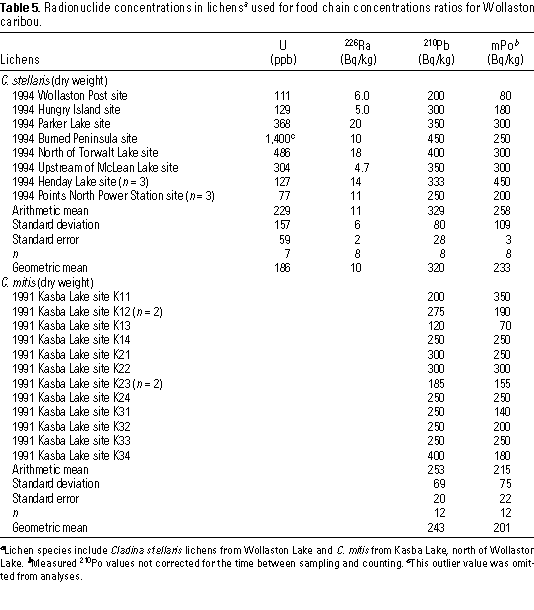 Table 5. Radionuclide concentrations in lichensᵃ used for food chain concentrations ratios for Wollaston
caribou.
U ²²⁶Ra ²¹⁰Pb mPoᵇ
Lichens (ppb) (Bq/kg) (Bq/kg) (Bq/kg)
C. stellaris (dry weight)
1994 Wollaston Post site 111 6.0 200 80
1994 Hungry Island site 129 5.0 300 180
1994 Parker Lake site 368 20 350 300
1994 Burned Peninsula site 1,400ᶜ 10 450 250
1994 North of Torwalt Lake site 486 18 400 300
1994 Upstream of McLean Lake site 304 4.7 350 300
1994 Henday Lake site (n = 3) 127 14 333 450
1994 Points North Power Station site (n = 3) 77 11 250 200
Arithmetic mean 229 11 329 258
Standard deviation 157 6 80 109
Standard error 59 2 28 3
n 7 8 8 8
Geometric mean 186 10 320 233
C. mitis (dry weight)
1991 Kasba Lake site K11 200 350
1991 Kasba Lake site K12 (n = 2) 275 190
1991 Kasba Lake site K13 120 70
1991 Kasba Lake site K14 250 250
1991 Kasba Lake site K21 300 250
1991 Kasba Lake site K22 300 300
1991 Kasba Lake site K23 (n = 2) 185 155
1991 Kasba Lake site K24 250 250
1991 Kasba Lake site K31 250 140
1991 Kasba Lake site K32 250 200
1991 Kasba Lake site K33 250 250
1991 Kasba Lake site K34 400 180
Arithmetic mean 253 215
Standard deviation 69 75
Standard error 20 22
n 12 12
Geometric mean 243 201
ᵃLichen species include Cladina stellaris lichens from Wollaston Lake and C. mitis from Kasba Lake, north of Wollaston
Lake. ᵇMeasured ²¹⁰Po values not corrected for the time between sampling and counting. ᶜThis outlier value was omit-
ted from analyses.